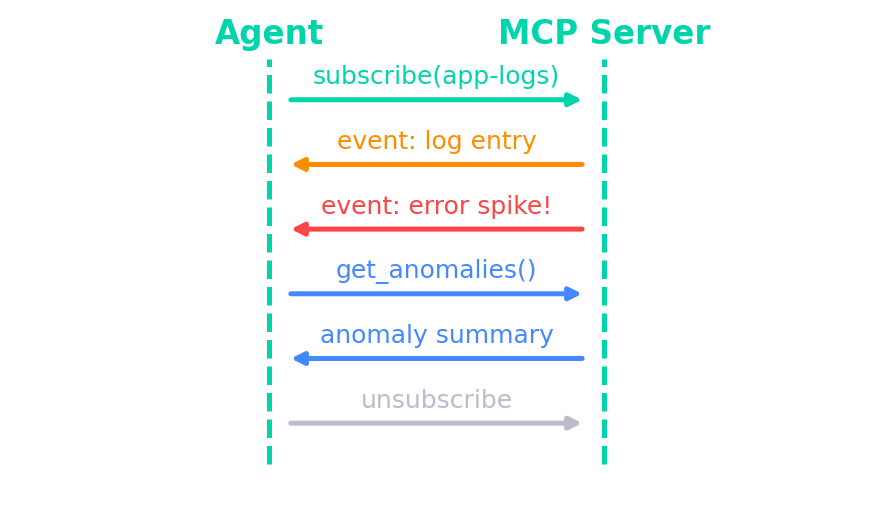 Agent
MCP Server
subscribe(app-logs)
event: log entry
event: error spike!
get_anomalies()
anomaly summary
unsubscribe